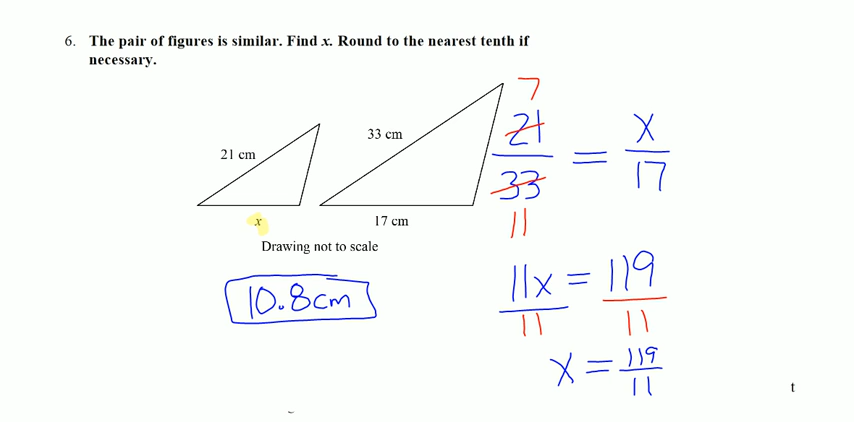 6. The pair of figures is similar. Find x. Round to the nearest tenth if
necessary.
7
21
33
11
=
x
17
33 cm
21 cm
x
17 cm
Drawing not to scale
10.8cm
11x = 119
11 11
x = 119
11
t